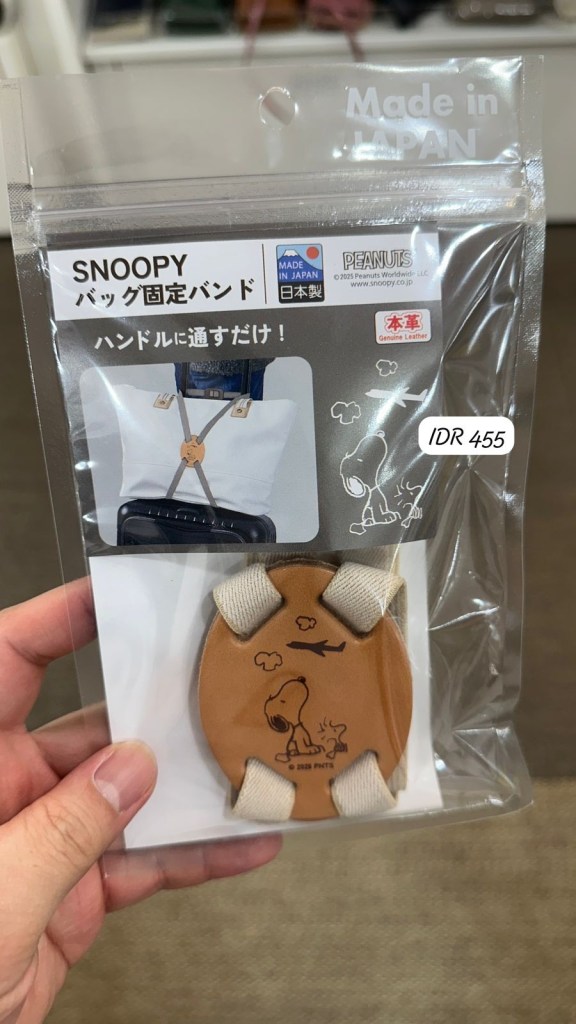 Made in
JAPAN
SNOOPY
バッグ固定バンド
MADE
IN JAPAN
日本製
PEANUTS
© 2025 Peanuts Worldwide LLC
www.snoopy.co.jp
ハンドルに通すだけ！
本革
Genuine Leather
IDR 455
© 2025 PNTS